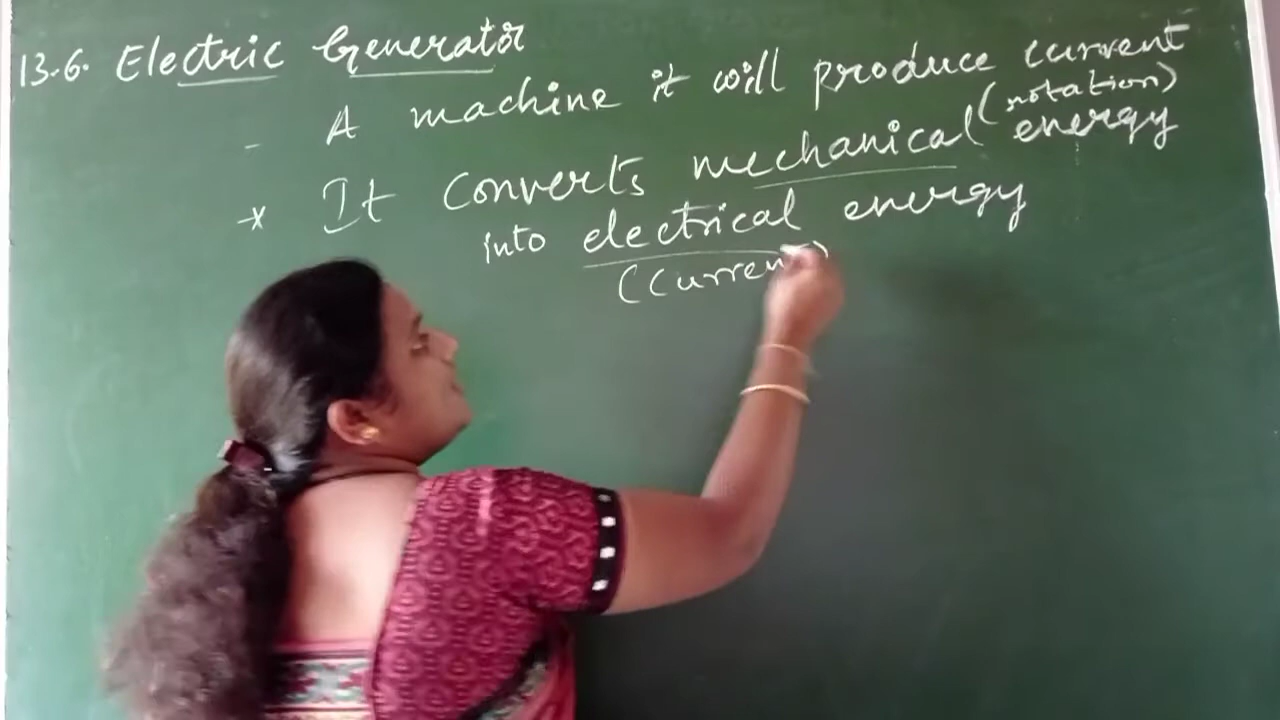 13.6. Electric Generator
- A machine it will produce current
(rotation)
* It converts mechanical energy
into electrical energy
(Current)